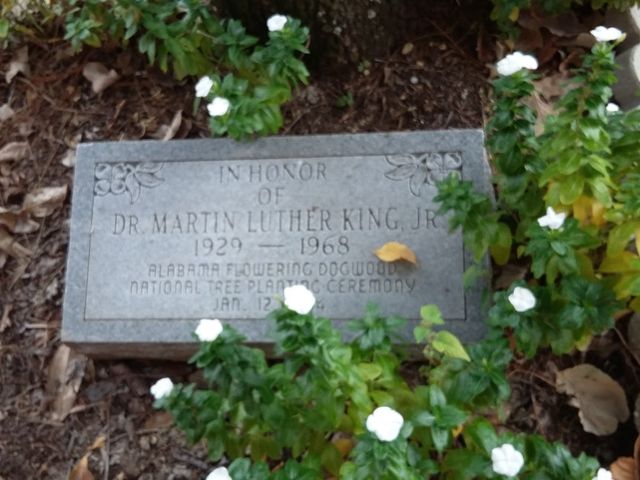 IN HONOR
OF
DR. MARTIN LUTHER KING, JR
1929 — 1968
ALABAMA FLOWERING DOGWOOD
NATIONAL TREE PLANTING CEREMONY
JAN. 12